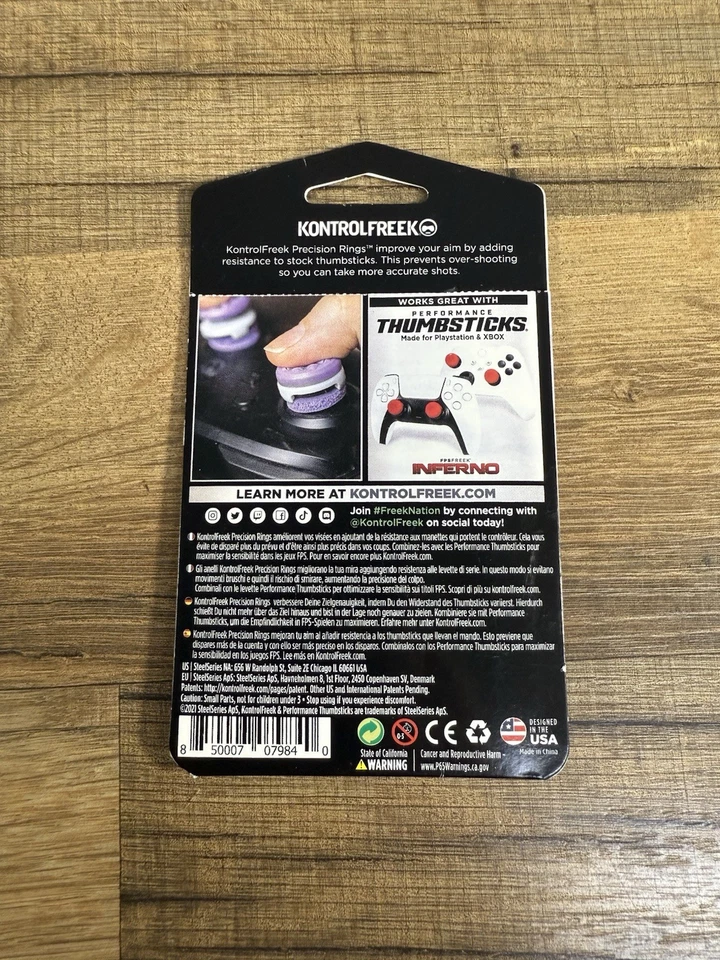 KONTROLFREEK
KontrolFreek Precision Rings™ improve your aim by adding
resistance to stock thumbsticks. This prevents over-shooting
so you can take more accurate shots.
WORKS GREAT WITH
PERFORMANCE
THUMBSTICKS
Made for Playstation & XBOX
FPSFREEK
INFERNO
LEARN MORE AT KONTROLFREEK.COM
Join #FreekNation by connecting with
@KontrolFreek on social today!
KontrolFreek Precision Rings améliorent vos visées en ajoutant de la résistance aux manettes qui portent le contrôleur. Cela vous
évite de disparé plus du prévu et d'être ainsi plus précis dans vos coups. Combinez-les avec les Performance Thumbsticks pour
maximiser la sensibilité dans les jeux FPS. Pour en savoir encore plus KontrolFreek.com.
Gli anelli KontrolFreek Precision Rings migliorano la tua mira aggiungendo resistenza alle levette di serie. In questo modo si evilano
movimenti bruschi e quindi il rischio di smirare, aumentando la precisione del colpo.
Combinali con le levette Performance Thumbsticks per ottimizzare la sensibilità sui titoli FPS. Scopri di più su kontrolfreek.com.
KontrolFreek Precision Rings verbessere Deine Zielgenauigkeit, indem Du den Widerstand des Thumbsticks variierst. Hierdurch
schießt Du nicht mehr über das Ziel hinaus und bist in der Lage noch genauer zu zielen. Kombiniere sie mit Performance
Thumbsticks, um die Empfindlichkeit in FPS-Spielen zu maximieren. Erfahre mehr unter KontrolFreek.com.
KontrolFreek Precision Rings mejoran tu aim al añadir resistencia a los thumbsticks que llevan el mando. Esto previene que
dispares más de la cuenta y con ello ser más preciso en los disparos. Combínalos con los Performance Thumbsticks para maximizar
la sensibilidad en los juegos FPS. Lee más en KontrolFreek.com.
US | SteelSeries NA: 656 W Randolph St, Suite 2E Chicago IL 60661 USA
EU | SteelSeries ApS: SteelSeries ApS, Havneholmen 8, 1st Floor, 2450 Copenhaven SV, Denmark
Patents: http://kontrolfreek.com/pages/patent. Other US and International Patents Pending.
Caution: Small Parts, not for children under 3 • Stop using if you experience discomfort.
©2021 SteelSeries ApS, KontrolFreek & Performance Thumbsticks are trademarks of SteelSeries ApS.
8 50007 07984 0
0-3
CE
DESIGNED
IN THE
USA
Made in China
State of California
WARNING
Cancer and Reproductive Harm -
www.P65Warnings.ca.gov